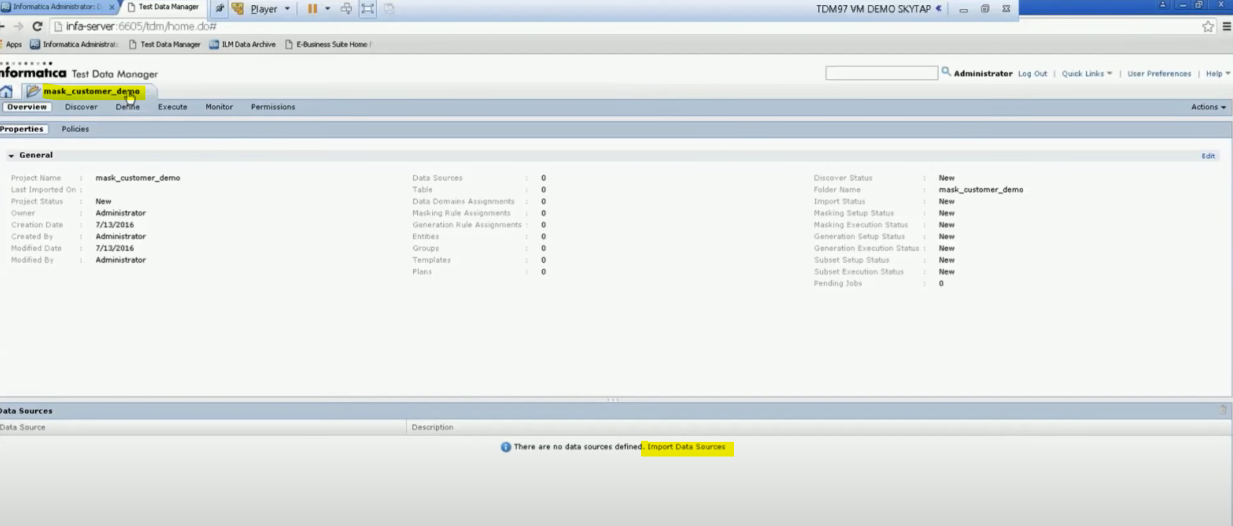 Informatica Administrator: D
Test Data Manager
Player
TDM97 VM DEMO SKYTAP
infa-server:6605/tdm/home.do#
Apps Informatica Administrat Test Data Manager ILM Data Archive E-Business Suite Home
nformatica Test Data Manager
Administrator Log Out | Quick Links | User Preferences | Help
mask_customer_demo
Overview Discover Define Execute Monitor Permissions Actions
Properties Policies
General Edit
Project Name : mask_customer_demo Data Sources : 0 Discover Status : New
Last Imported On : Table : 0 Folder Name : mask_customer_demo
Project Status : New Data Domains Assignments : 0 Import Status : New
Owner : Administrator Masking Rule Assignments : 0 Masking Setup Status : New
Creation Date : 7/13/2016 Generation Rule Assignments : 0 Masking Execution Status : New
Created By : Administrator Entities : 0 Generation Setup Status : New
Modified Date : 7/13/2016 Groups : 0 Generation Execution Status : New
Modified By : Administrator Templates : 0 Subset Setup Status : New
Plans : 0 Subset Execution Status : New
Pending Jobs : 0
Data Sources
Data Source Description
There are no data sources defined. Import Data Sources